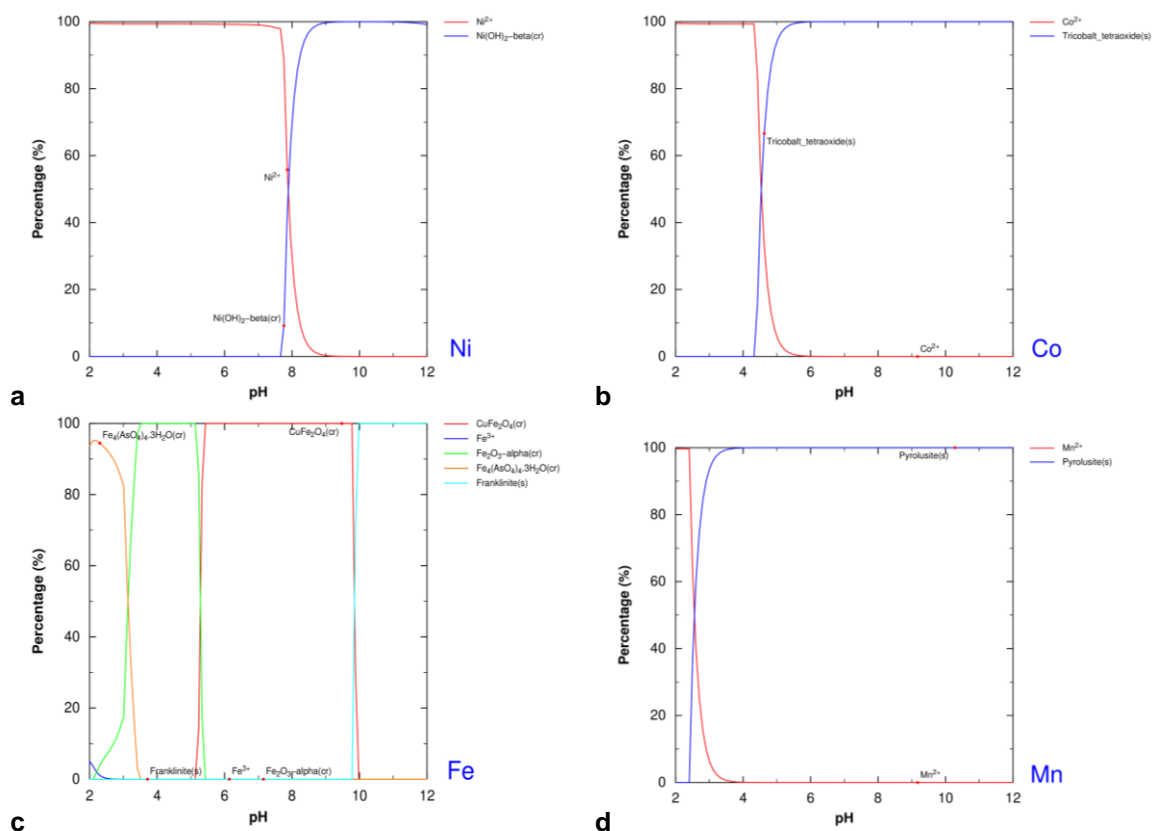 Ni²⁺
Ni(OH)₂−beta(cr)
Percentage (%)
100
80
60
40
20
0
Ni²⁺
Ni(OH)₂−beta(cr)
2 4 6 8 10 12
pH
Ni
a
Co²⁺
Tricobalt_tetraoxide(s)
Percentage (%)
100
80
60
40
20
0
Tricobalt_tetraoxide(s)
Co²⁺
2 4 6 8 10 12
pH
Co
b
CuFe₂O₄(cr)
Fe³⁺
Fe₂O₃−alpha(cr)
Fe₄(AsO₄)₄.3H₂O(cr)
Franklinite(s)
Percentage (%)
100
80
60
40
20
0
Fe₄(AsO₄)₄.3H₂O(cr)
CuFe₂O₄(cr)
Franklinite(s)
Fe³⁺
Fe₂O₃−alpha(cr)
2 4 6 8 10 12
pH
Fe
c
Mn²⁺
Pyrolusite(s)
Percentage (%)
100
80
60
40
20
0
Pyrolusite(s)
Mn²⁺
2 4 6 8 10 12
pH
Mn
d